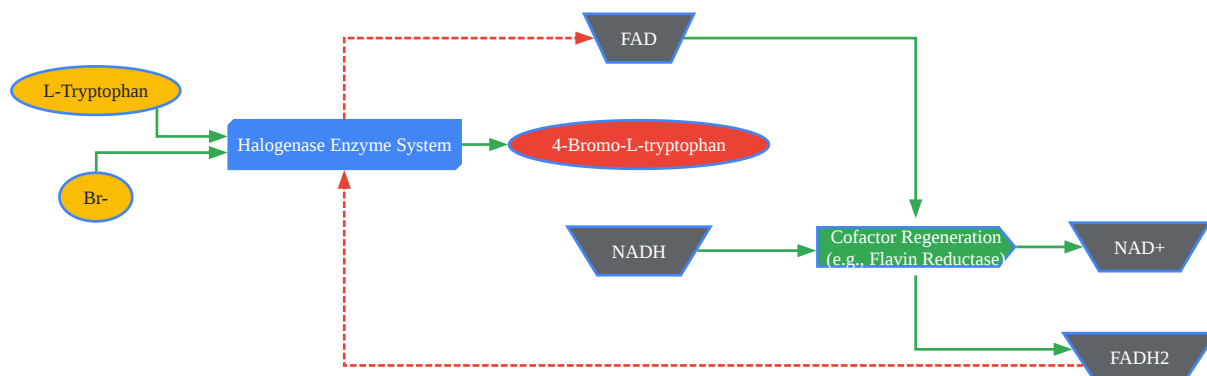 FAD
L-Tryptophan
Halogenase Enzyme System
4-Bromo-L-tryptophan
Br-
NADH
Cofactor Regeneration
(e.g., Flavin Reductase)
NAD+
FADH2